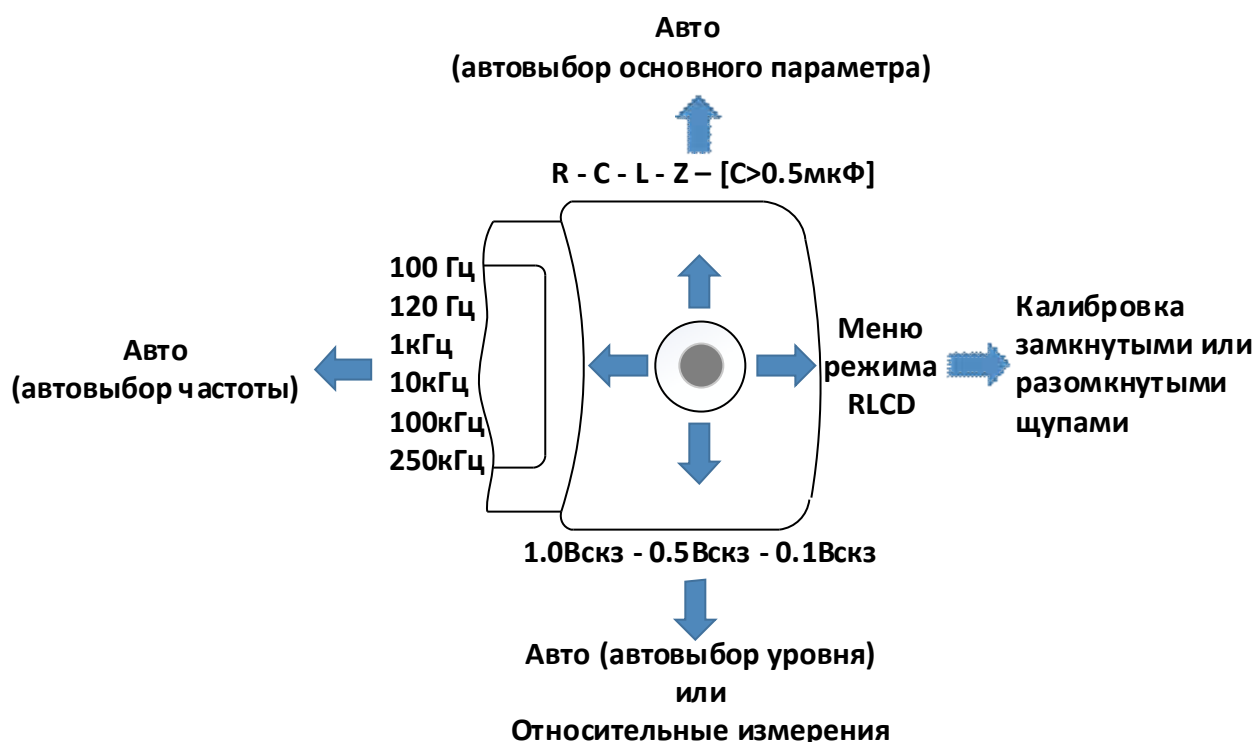 Авто
(автовыбор основного параметра)
R - C - L - Z – [C>0.5мкФ]
100 Гц
120 Гц
1кГц
10кГц
100кГц
250кГц
Авто
(автовыбор частоты)
Меню
режима
RLCD
Калибровка
замкнутыми или
разомкнутыми
щупами
1.0Вскз - 0.5Вскз - 0.1Вскз
Авто (автовыбор уровня)
или
Относительные измерения